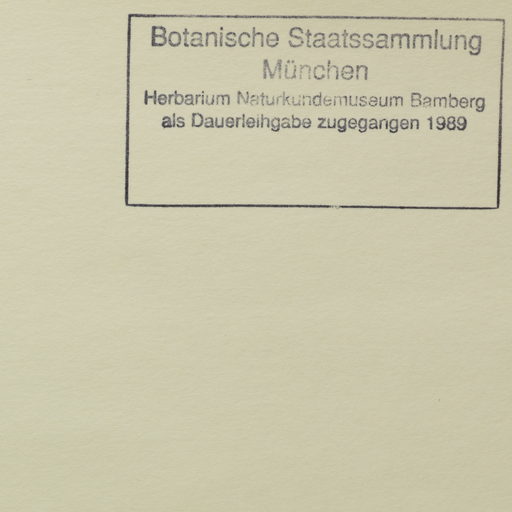 Botanische Staatssammlung
München
Herbarium Naturkundemuseum Bamberg
als Dauerleihgabe zugegangen 1989